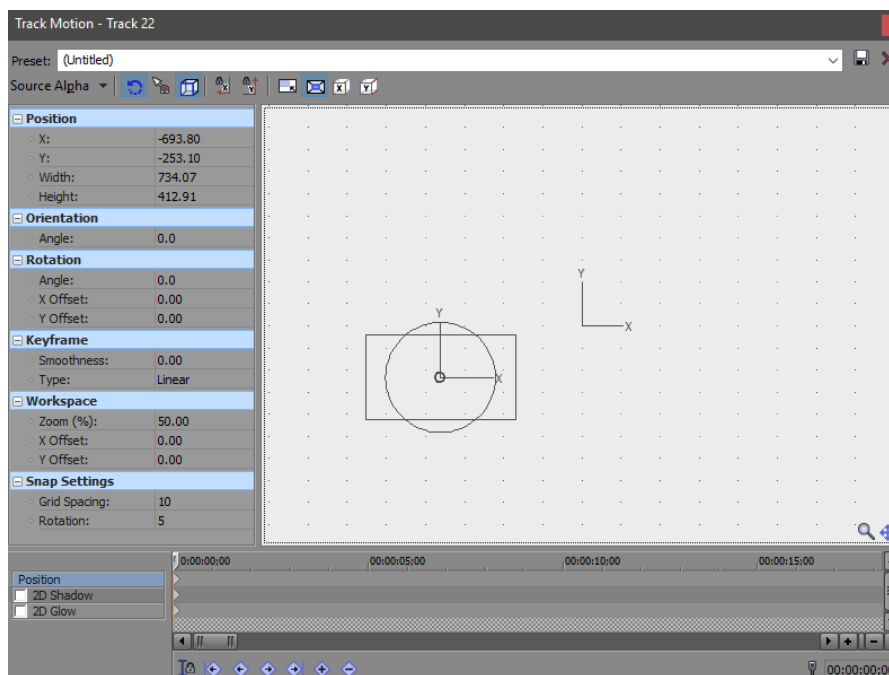 Track Motion - Track 22
Preset: (Untitled)
Source Alpha
Position
X: -693.80
Y: -253.10
Width: 734.07
Height: 412.91
Orientation
Angle: 0.0
Rotation
Angle: 0.0
X Offset: 0.00
Y Offset: 0.00
Keyframe
Smoothness: 0.00
Type: Linear
Workspace
Zoom (%): 50.00
X Offset: 0.00
Y Offset: 0.00
Snap Settings
Grid Spacing: 10
Rotation: 5
Y
X
Y
X
0:00:00;00 00:00:05;00 00:00:10;00 00:00:15;00
Position
2D Shadow
2D Glow